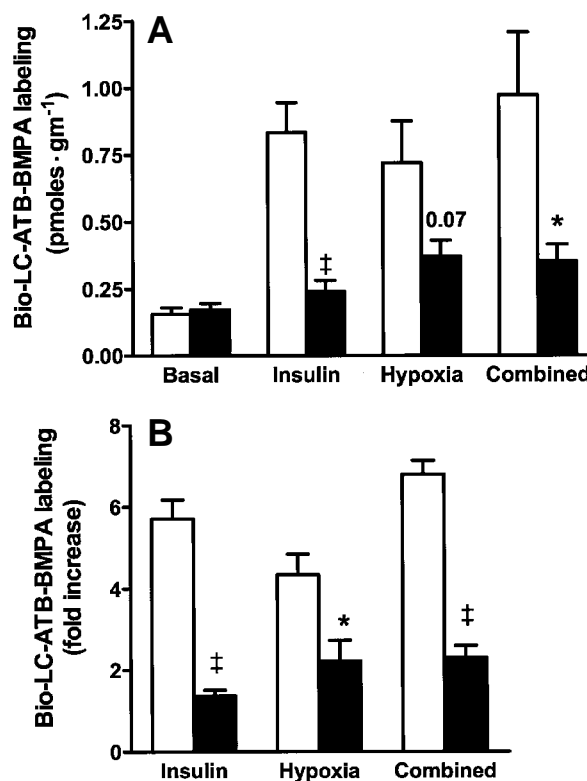 A
Bio-LC-ATB-BMPA labeling
(pmoles · gm⁻¹)
1.25
1.00
0.75
0.50
0.25
0.00
‡
0.07
*
Basal Insulin Hypoxia Combined
B
Bio-LC-ATB-BMPA labeling
(fold increase)
8
6
4
2
0
‡
*
‡
Insulin Hypoxia Combined